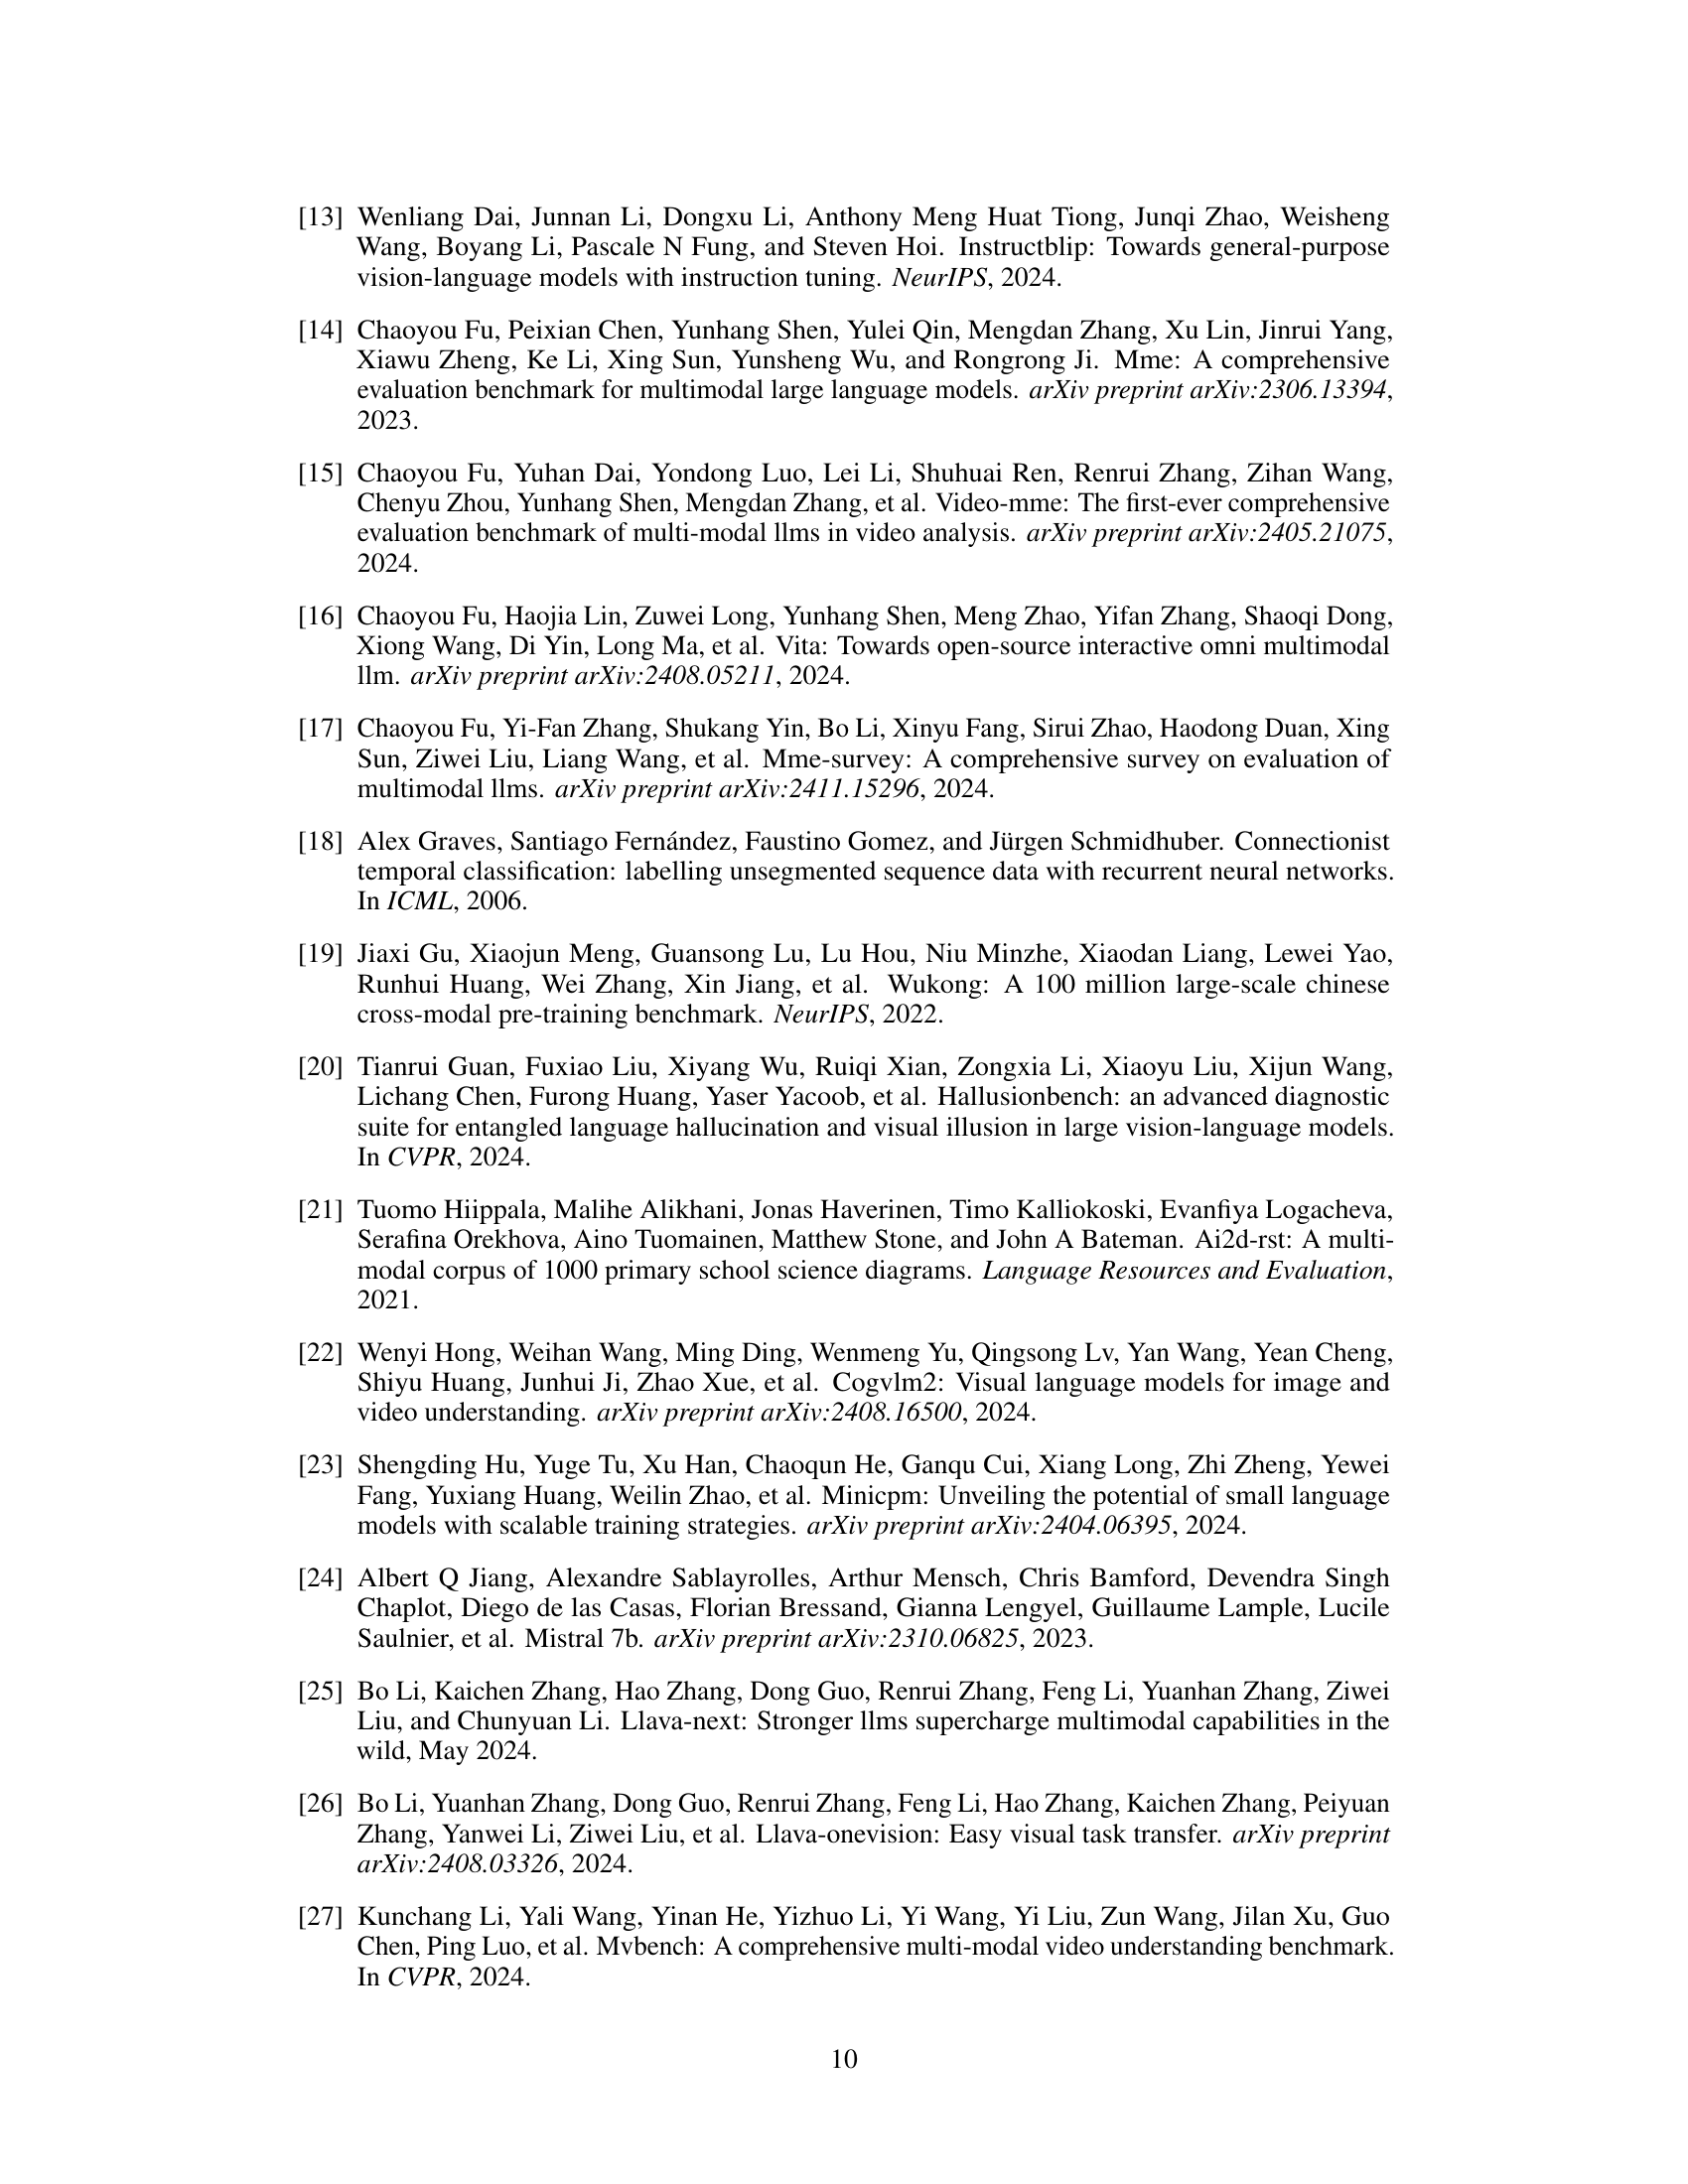 [13] Wenliang Dai, Junnan Li, Dongxu Li, Anthony Meng Huat Tiong, Junqi Zhao, Weisheng
Wang, Boyang Li, Pascale N Fung, and Steven Hoi. Instructblip: Towards general-purpose
vision-language models with instruction tuning. NeurIPS, 2024.
[14] Chaoyou Fu, Peixian Chen, Yunhang Shen, Yulei Qin, Mengdan Zhang, Xu Lin, Jinrui Yang,
Xiawu Zheng, Ke Li, Xing Sun, Yunsheng Wu, and Rongrong Ji. Mme: A comprehensive
evaluation benchmark for multimodal large language models. arXiv preprint arXiv:2306.13394,
2023.
[15] Chaoyou Fu, Yuhan Dai, Yondong Luo, Lei Li, Shuhuai Ren, Renrui Zhang, Zihan Wang,
Chenyu Zhou, Yunhang Shen, Mengdan Zhang, et al. Video-mme: The first-ever comprehensive
evaluation benchmark of multi-modal llms in video analysis. arXiv preprint arXiv:2405.21075,
2024.
[16] Chaoyou Fu, Haojia Lin, Zuwei Long, Yunhang Shen, Meng Zhao, Yifan Zhang, Shaoqi Dong,
Xiong Wang, Di Yin, Long Ma, et al. Vita: Towards open-source interactive omni multimodal
llm. arXiv preprint arXiv:2408.05211, 2024.
[17] Chaoyou Fu, Yi-Fan Zhang, Shukang Yin, Bo Li, Xinyu Fang, Sirui Zhao, Haodong Duan, Xing
Sun, Ziwei Liu, Liang Wang, et al. Mme-survey: A comprehensive survey on evaluation of
multimodal llms. arXiv preprint arXiv:2411.15296, 2024.
[18] Alex Graves, Santiago Fernández, Faustino Gomez, and Jürgen Schmidhuber. Connectionist
temporal classification: labelling unsegmented sequence data with recurrent neural networks.
In ICML, 2006.
[19] Jiaxi Gu, Xiaojun Meng, Guansong Lu, Lu Hou, Niu Minzhe, Xiaodan Liang, Lewei Yao,
Runhui Huang, Wei Zhang, Xin Jiang, et al. Wukong: A 100 million large-scale chinese
cross-modal pre-training benchmark. NeurIPS, 2022.
[20] Tianrui Guan, Fuxiao Liu, Xiyang Wu, Ruiqi Xian, Zongxia Li, Xiaoyu Liu, Xijun Wang,
Lichang Chen, Furong Huang, Yaser Yacoob, et al. Hallusionbench: an advanced diagnostic
suite for entangled language hallucination and visual illusion in large vision-language models.
In CVPR, 2024.
[21] Tuomo Hiippala, Malihe Alikhani, Jonas Haverinen, Timo Kalliokoski, Evanfiya Logacheva,
Serafina Orekhova, Aino Tuomainen, Matthew Stone, and John A Bateman. Ai2d-rst: A multi-
modal corpus of 1000 primary school science diagrams. Language Resources and Evaluation,
2021.
[22] Wenyi Hong, Weihan Wang, Ming Ding, Wenmeng Yu, Qingsong Lv, Yan Wang, Yean Cheng,
Shiyu Huang, Junhui Ji, Zhao Xue, et al. Cogvlm2: Visual language models for image and
video understanding. arXiv preprint arXiv:2408.16500, 2024.
[23] Shengding Hu, Yuge Tu, Xu Han, Chaoqun He, Ganqu Cui, Xiang Long, Zhi Zheng, Yewei
Fang, Yuxiang Huang, Weilin Zhao, et al. Minicpm: Unveiling the potential of small language
models with scalable training strategies. arXiv preprint arXiv:2404.06395, 2024.
[24] Albert Q Jiang, Alexandre Sablayrolles, Arthur Mensch, Chris Bamford, Devendra Singh
Chaplot, Diego de las Casas, Florian Bressand, Gianna Lengyel, Guillaume Lample, Lucile
Saulnier, et al. Mistral 7b. arXiv preprint arXiv:2310.06825, 2023.
[25] Bo Li, Kaichen Zhang, Hao Zhang, Dong Guo, Renrui Zhang, Feng Li, Yuanhan Zhang, Ziwei
Liu, and Chunyuan Li. Llava-next: Stronger llms supercharge multimodal capabilities in the
wild, May 2024.
[26] Bo Li, Yuanhan Zhang, Dong Guo, Renrui Zhang, Feng Li, Hao Zhang, Kaichen Zhang, Peiyuan
Zhang, Yanwei Li, Ziwei Liu, et al. Llava-onevision: Easy visual task transfer. arXiv preprint
arXiv:2408.03326, 2024.
[27] Kunchang Li, Yali Wang, Yinan He, Yizhuo Li, Yi Wang, Yi Liu, Zun Wang, Jilan Xu, Guo
Chen, Ping Luo, et al. Mvbench: A comprehensive multi-modal video understanding benchmark.
In CVPR, 2024.
10